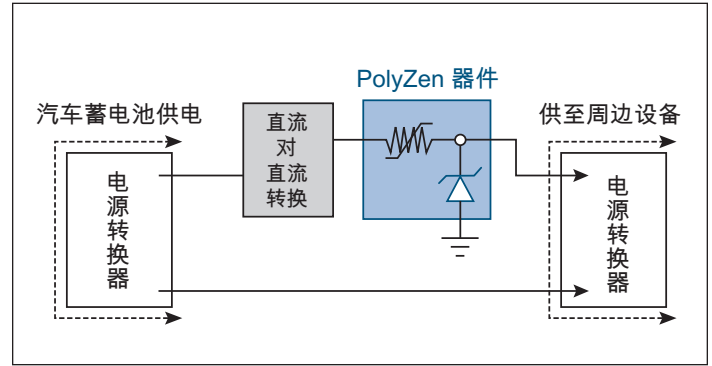 PolyZen 器件
汽车蓄电池供电
供至周边设备
直流
对
直流
转换
电
源
转
换
器
电
源
转
换
器